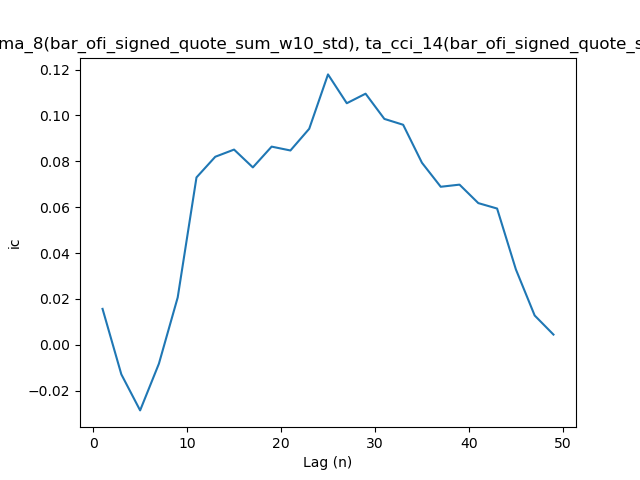 ma_8(bar_ofi_signed_quote_sum_w10_std), ta_cci_14(bar_ofi_signed_quote_s
0.12
0.10
0.08
0.06
0.04
0.02
0.00
−0.02
ic
0 10 20 30 40 50
Lag (n)